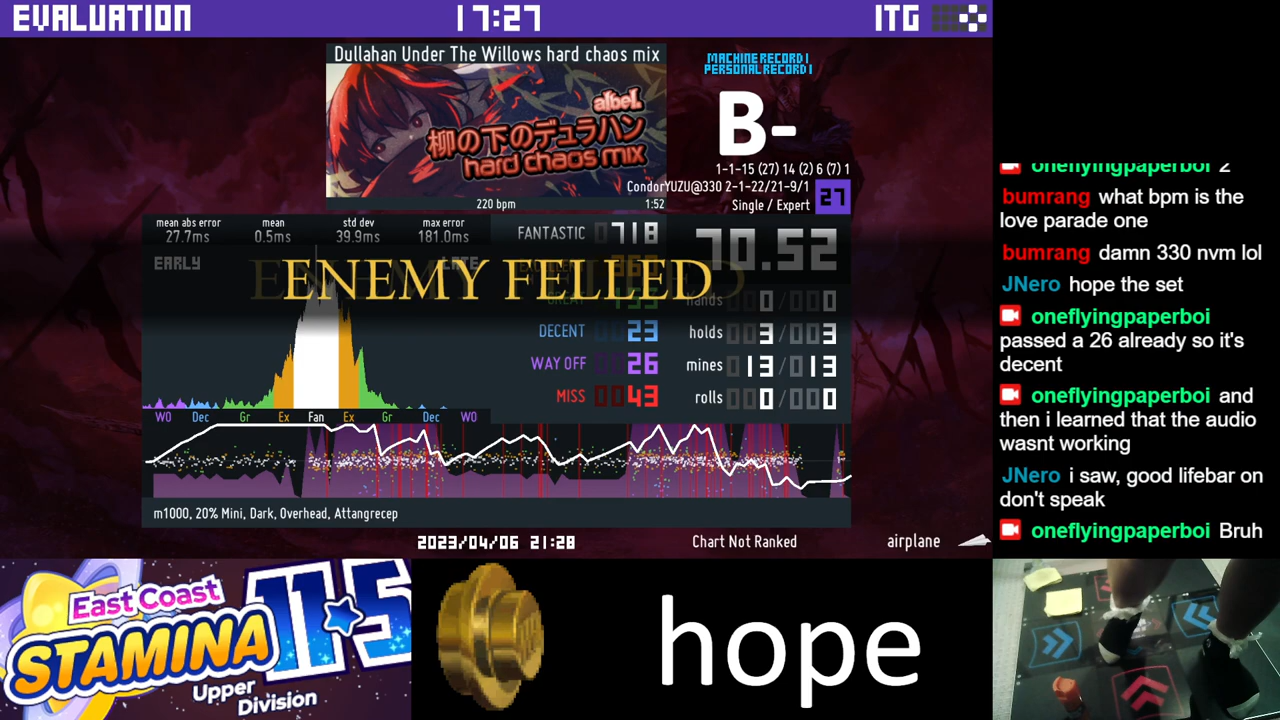 EVALUATION
17:27
ITG
Dullahan Under The Willows hard chaos mix
albel.
柳の下のデュラハン
hard chaos mix
220 bpm
1:52
MACHINE RECORD 1
PERSONAL RECORD 1
B-
1-1-15 (27) 14 (2) 6 (7) 1
CondorYUZU@330 2-1-22/21-9/1
Single / Expert
27
mean abs error
27.7ms
mean
0.5ms
std dev
39.9ms
max error
181.0ms
EARLY
LATE
FANTASTIC 0718
70.52
ENEMY FELLED
hands 0/000
DECENT 0023
holds 003/003
WAY OFF 0026
mines 013/013
MISS 0043
rolls 000/000
WO Dec Gr Ex Fan Ex Gr Dec WO
m1000, 20% Mini, Dark, Overhead, Attangrecep
2023/04/06 21:28
Chart Not Ranked
airplane
oneflyingpaperboi 2
bumrang what bpm is the
love parade one
bumrang damn 330 nvm lol
JNero hope the set
oneflyingpaperboi
passed a 26 already so it's
decent
oneflyingpaperboi and
then i learned that the audio
wasnt working
JNero i saw, good lifebar on
don't speak
oneflyingpaperboi Bruh
East Coast
STAMINA
11.5
Upper
Division
hope